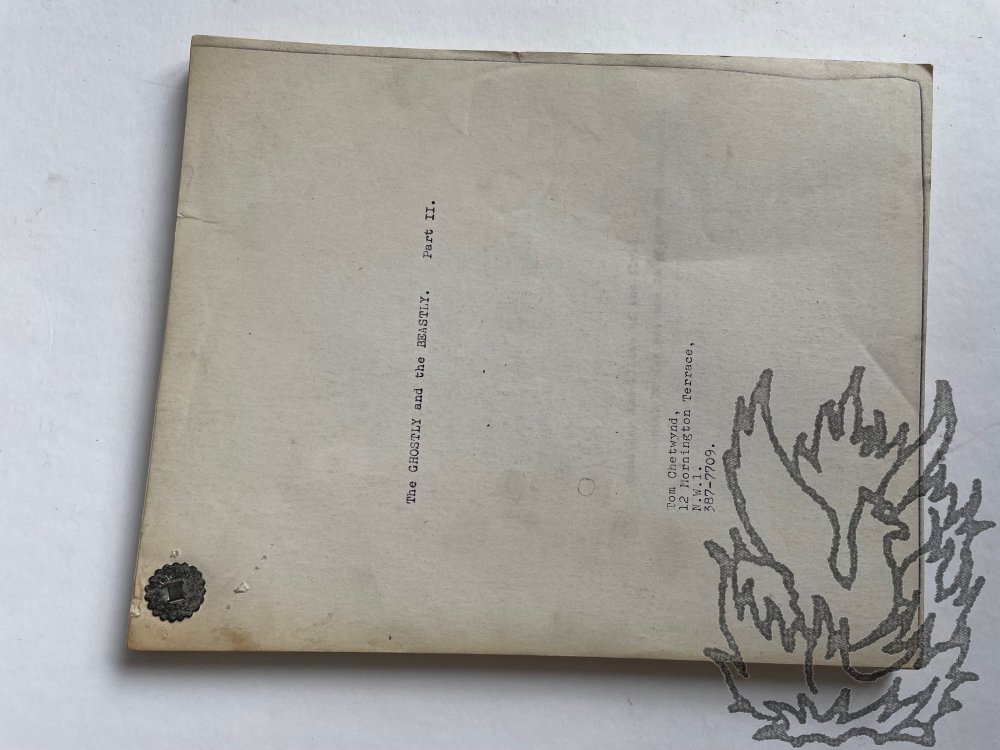 The GHOSTLY and the BEASTLY. Part II.
Tom Chetwynd,
12 Mornington Terrace,
N.W.1.
387-7709.